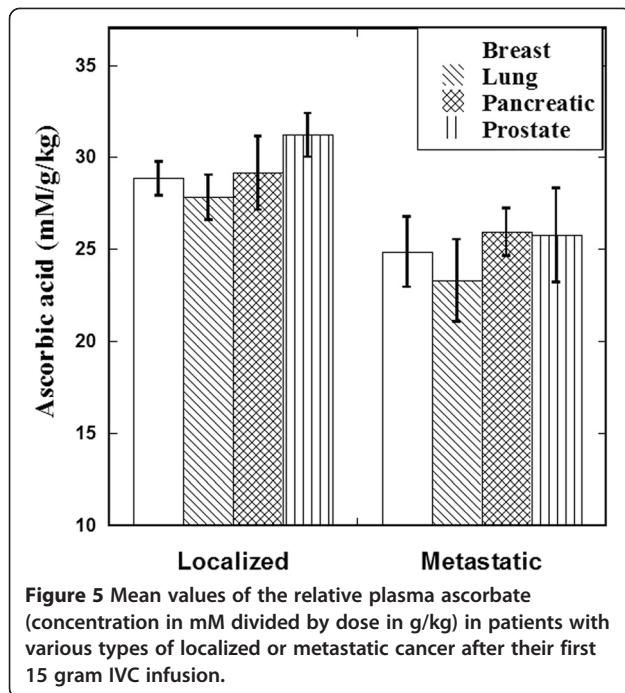 35
30
25
20
15
10
Ascorbic acid (mM/g/kg)
Breast
Lung
Pancreatic
Prostate
Localized
Metastatic
Figure 5 Mean values of the relative plasma ascorbate
(concentration in mM divided by dose in g/kg) in patients with
various types of localized or metastatic cancer after their first
15 gram IVC infusion.